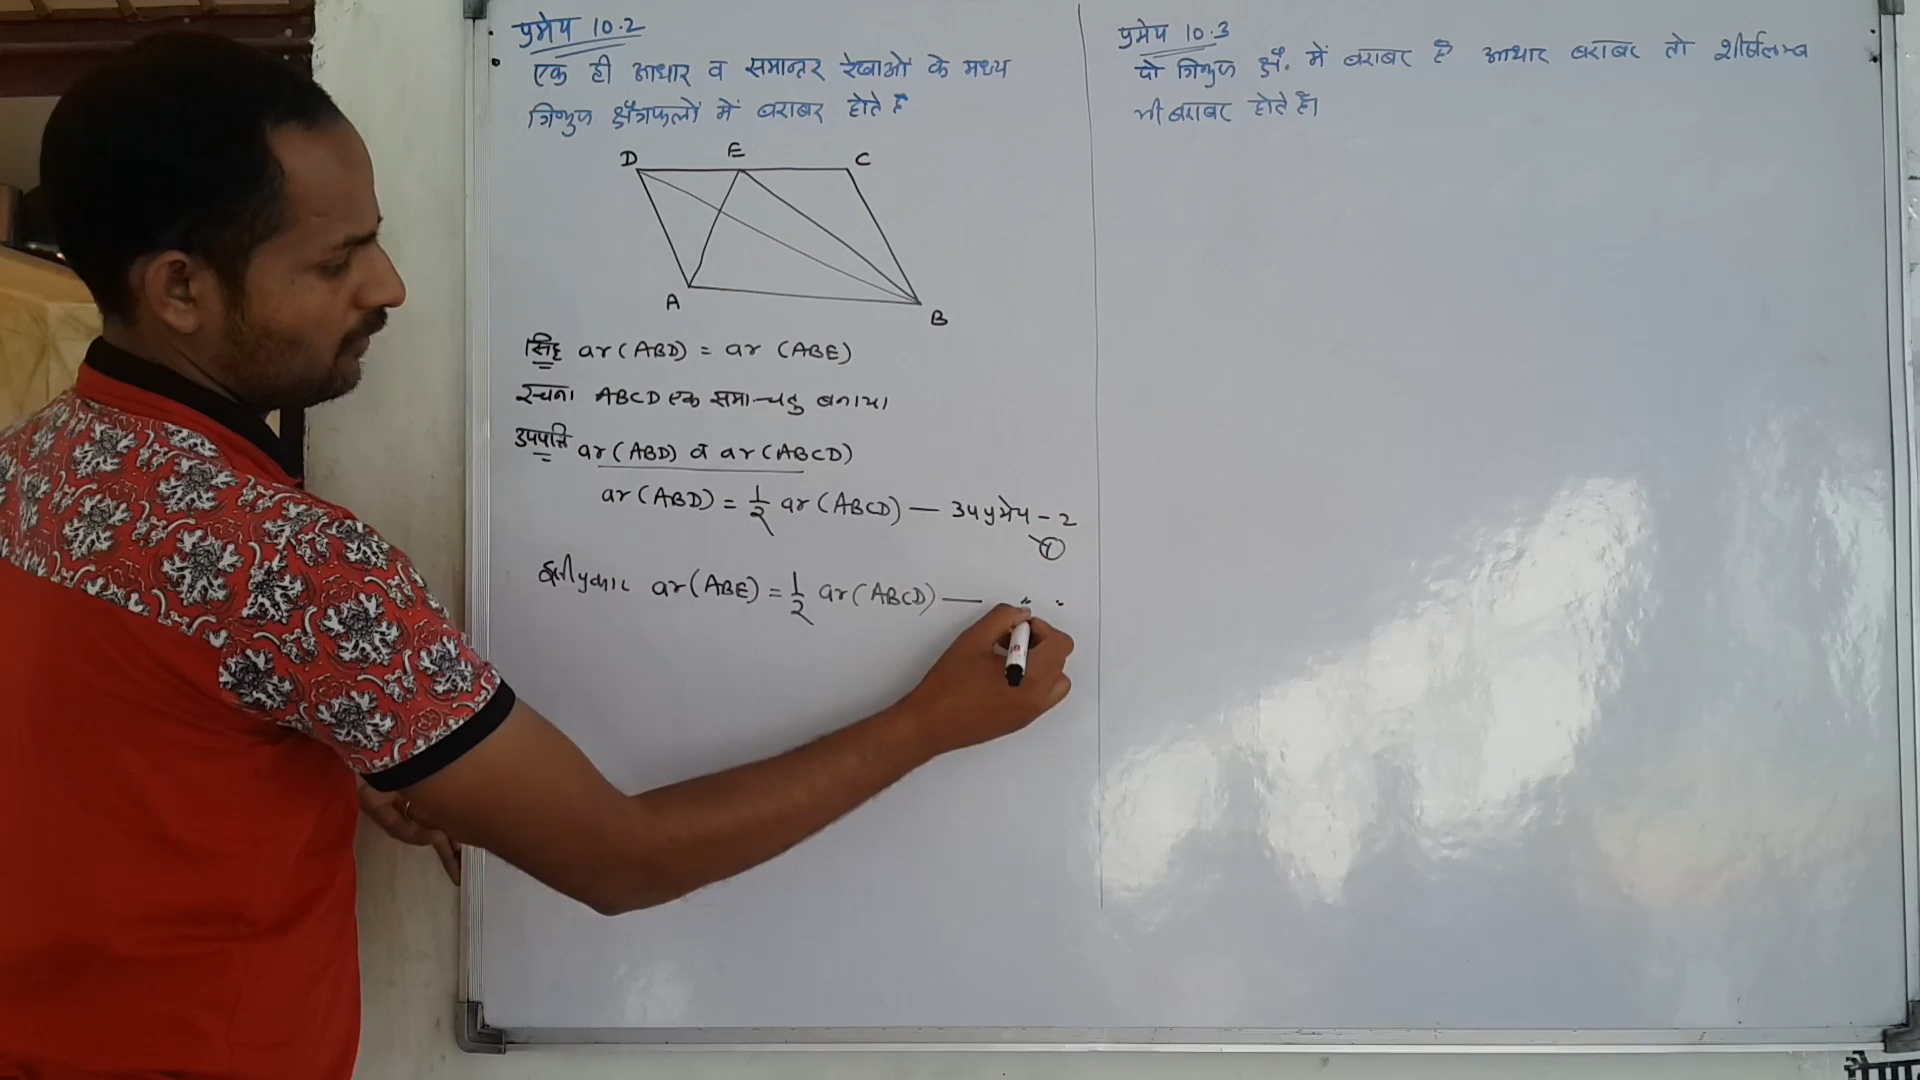 प्रमेय 10.2
एक ही आधार व समान्तर रेखाओं के मध्य
त्रिभुज क्षैत्रफलों में बराबर होते है
D E C
A B
सिद्ध ar (ABD) = ar (ABE)
रचना ABCD एक समा-चतु बनाया
उपपत्ति ar (ABD) व ar (ABCD)
ar (ABD) = 1/2 ar (ABCD) — उपप्रमेय - 2
①
इसीप्रकार ar (ABE) = 1/2 ar (ABCD) — " "
प्रमेय 10.3
दो त्रिभुज क्षै. में बराबर है आधार बराबर तो शीर्षलम्ब
भी बराबर होते है।